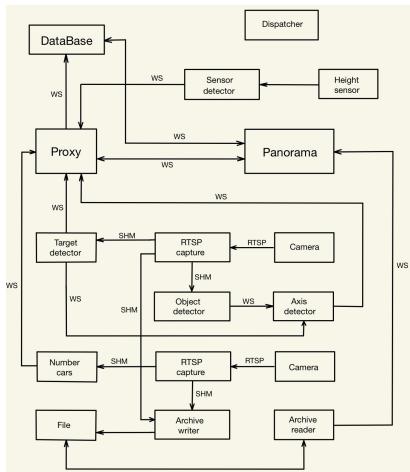 Dispatcher
DataBase
WS
Sensor
detector
Height
sensor
WS
WS
Proxy
WS
Panorama
WS
SHM
RTSP
Target
detector
RTSP
capture
Camera
SHM
WS
WS
WS
SHM
Object
detector
WS
Axis
detector
Number
cars
SHM
RTSP
capture
RTSP
Camera
SHM
File
Archive
writer
Archive
reader